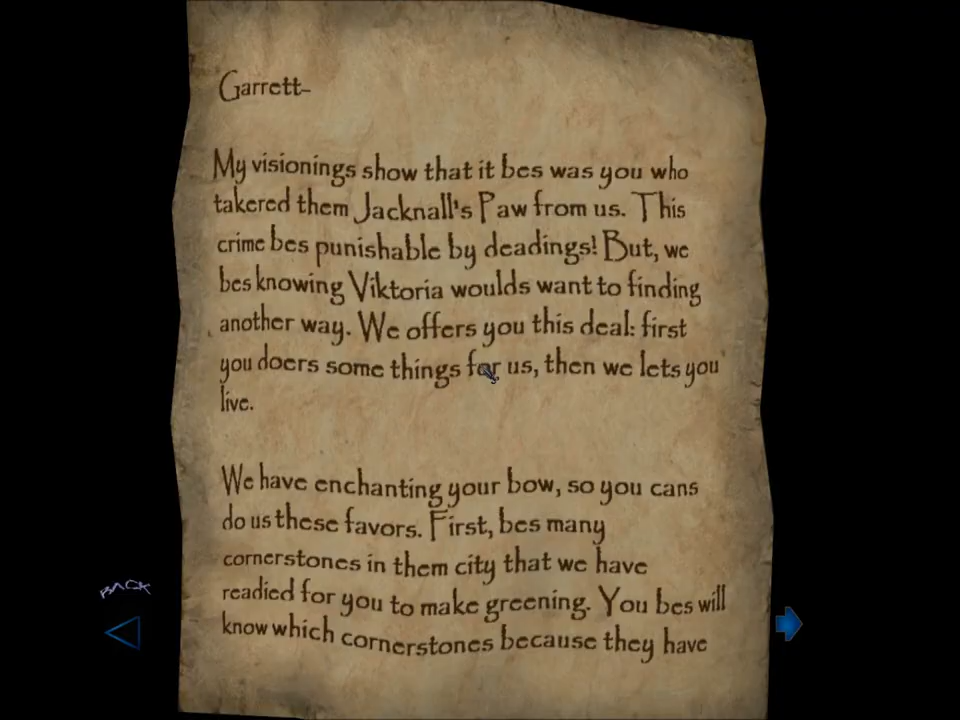 Garrett-
My visionings show that it bes was you who
takered them Jacknall's Paw from us. This
crime bes punishable by deadings! But, we
bes knowing Viktoria woulds want to finding
another way. We offers you this deal: first
you doers some things for us, then we lets you
live.
We have enchanting your bow, so you cans
do us these favors. First, bes many
cornerstones in them city that we have
readied for you to make greening. You bes will
know which cornerstones because they have
BACK